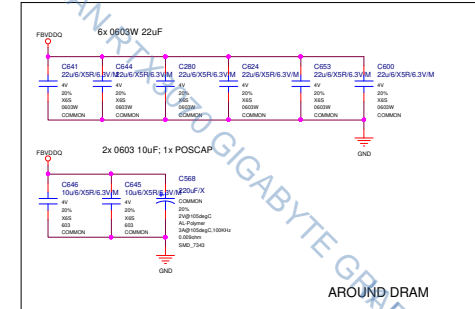 FBVDDQ
6x 0603W 22uF
C641 C644 C280 C624 C653 C600
22u/6/X5R/6.3V/M 22u/6/X5R/6.3V/M 22u/6/X5R/6.3V/M 22u/6/X5R/6.3V/M 22u/6/X5R/6.3V/M
4V 4V 4V 4V 4V 4V
20% 20% 20% 20% 20% 20%
X6S X6S X6S X6S X6S X6S
0603W 0603W 0603W 0603W 0603W 0603W
COMMON COMMON COMMON COMMON COMMON COMMON
GND
FBVDDQ
2x 0603 10uF; 1x POSCAP
C646 C645 C568
10u/6/X5R/6.3V/M 10u/6/X5R/6.3V/M 220uF/X
4V 4V COMMON
20% 20% 20%
X6S X6S 2V@105degC
603 603 AL-Polymer
COMMON COMMON 3A@105degC,100KHz
0.009ohm
SMD_7343
GND
AROUND DRAM
AN RTX3070 GIGABYTE GRAF